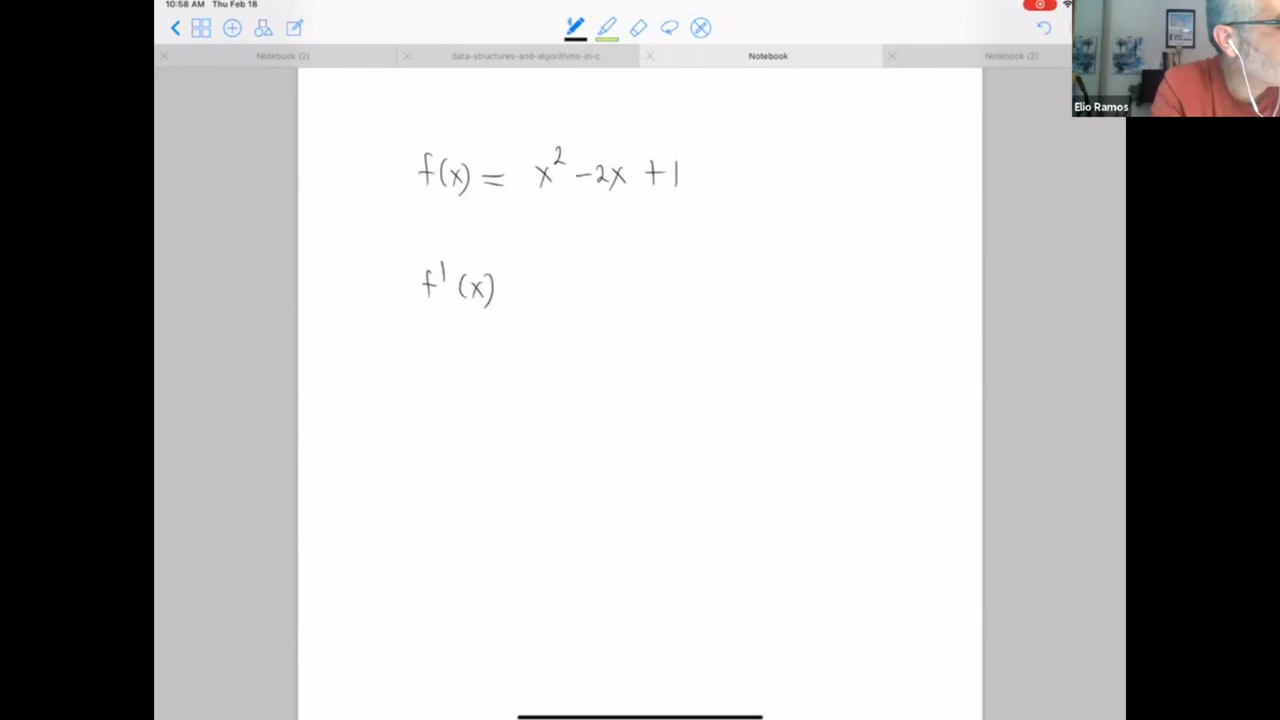 10:58 AM Thu Feb 18
Notebook (2)
data-structures-and-algorithms-in-c
Notebook
Notebook (2)
Elio Ramos
f(x) = x² - 2x + 1
f'(x)